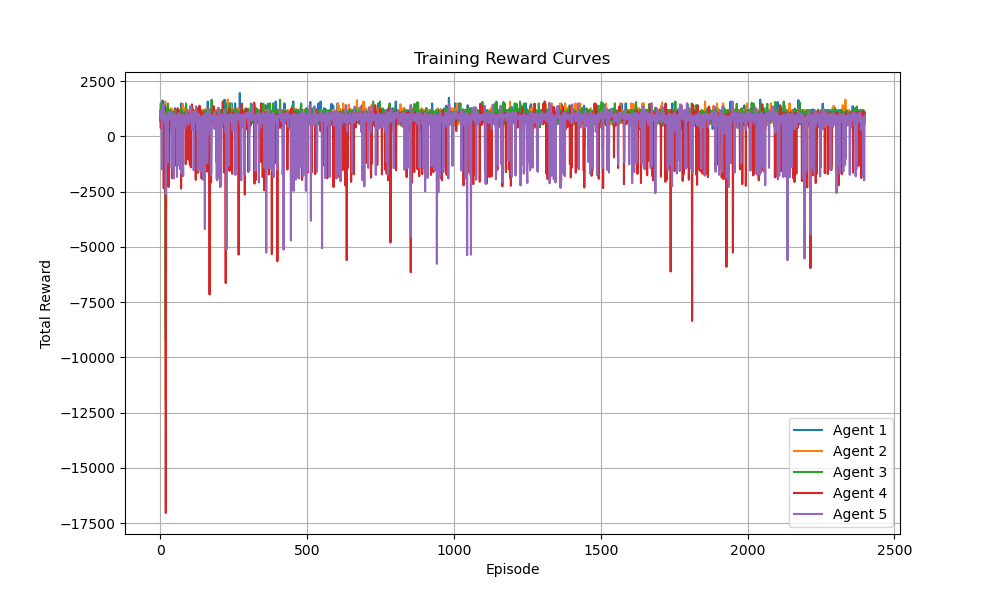 Training Reward Curves
Total Reward
2500
0
−2500
−5000
−7500
−10000
−12500
−15000
−17500
0 500 1000 1500 2000 2500
Episode
Agent 1
Agent 2
Agent 3
Agent 4
Agent 5